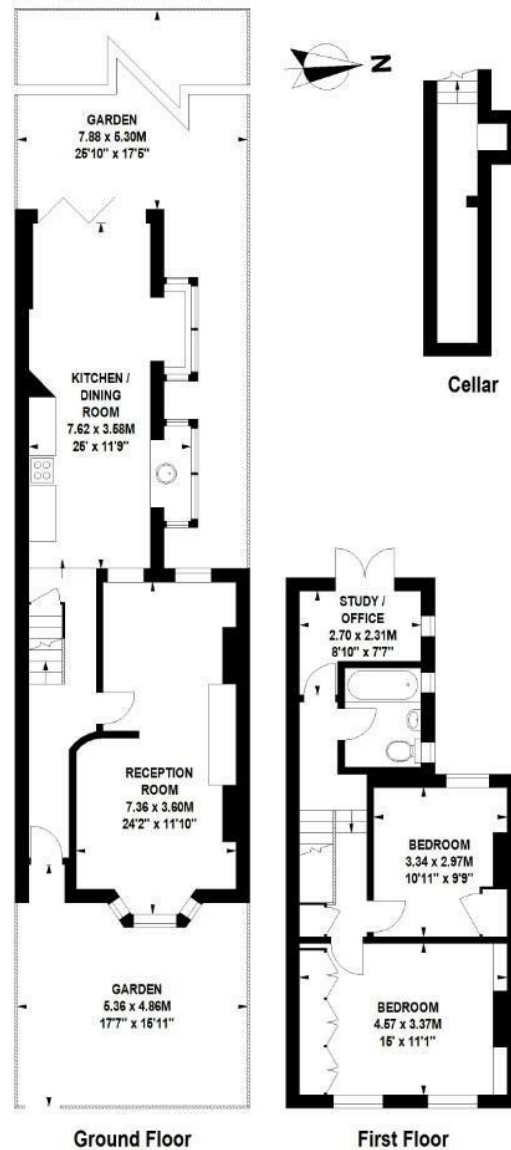 GARDEN
7.88 x 5.30M
25'10" x 17'5"
N
KITCHEN /
DINING
ROOM
7.62 x 3.58M
25' x 11'9"
RECEPTION
ROOM
7.36 x 3.60M
24'2" x 11'10"
GARDEN
5.36 x 4.86M
17'7" x 15'11"
Ground Floor
Cellar
STUDY /
OFFICE
2.70 x 2.31M
8'10" x 7'7"
BEDROOM
3.34 x 2.97M
10'11" x 9'9"
BEDROOM
4.57 x 3.37M
15' x 11'1"
First Floor